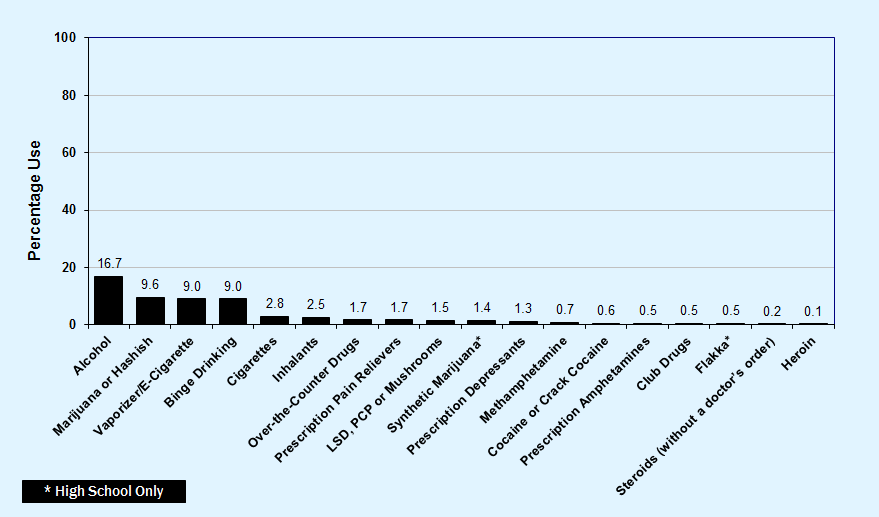 Percentage Use
100
80
60
40
20
0
16.7
9.6
9.0
9.0
2.8
2.5
1.7
1.7
1.5
1.4
1.3
0.7
0.6
0.5
0.5
0.5
0.2
0.1
Alcohol
Marijuana or Hashish
Vaporizer/E-Cigarette
Binge Drinking
Cigarettes
Inhalants
Over-the-Counter Drugs
Prescription Pain Relievers
LSD, PCP or Mushrooms
Synthetic Marijuana*
Prescription Depressants
Methamphetamine
Cocaine or Crack Cocaine
Prescription Amphetamines
Club Drugs
Flakka*
Steroids (without a doctor's order)
Heroin
* High School Only